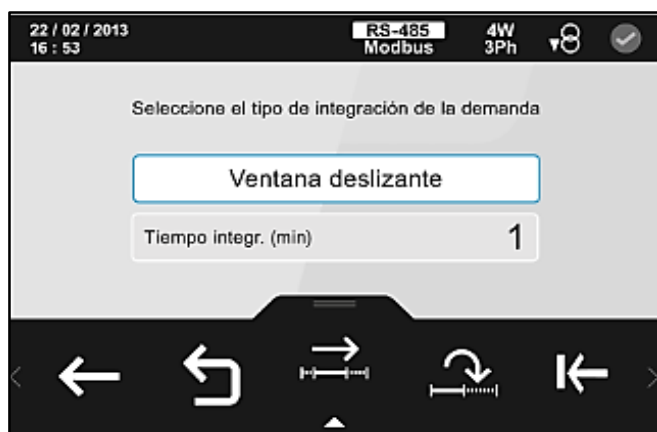 22 / 02 / 2013
16 : 53
RS-485
Modbus
4W
3Ph
Seleccione el tipo de integración de la demanda
Ventana deslizante
Tiempo integr. (min) 1